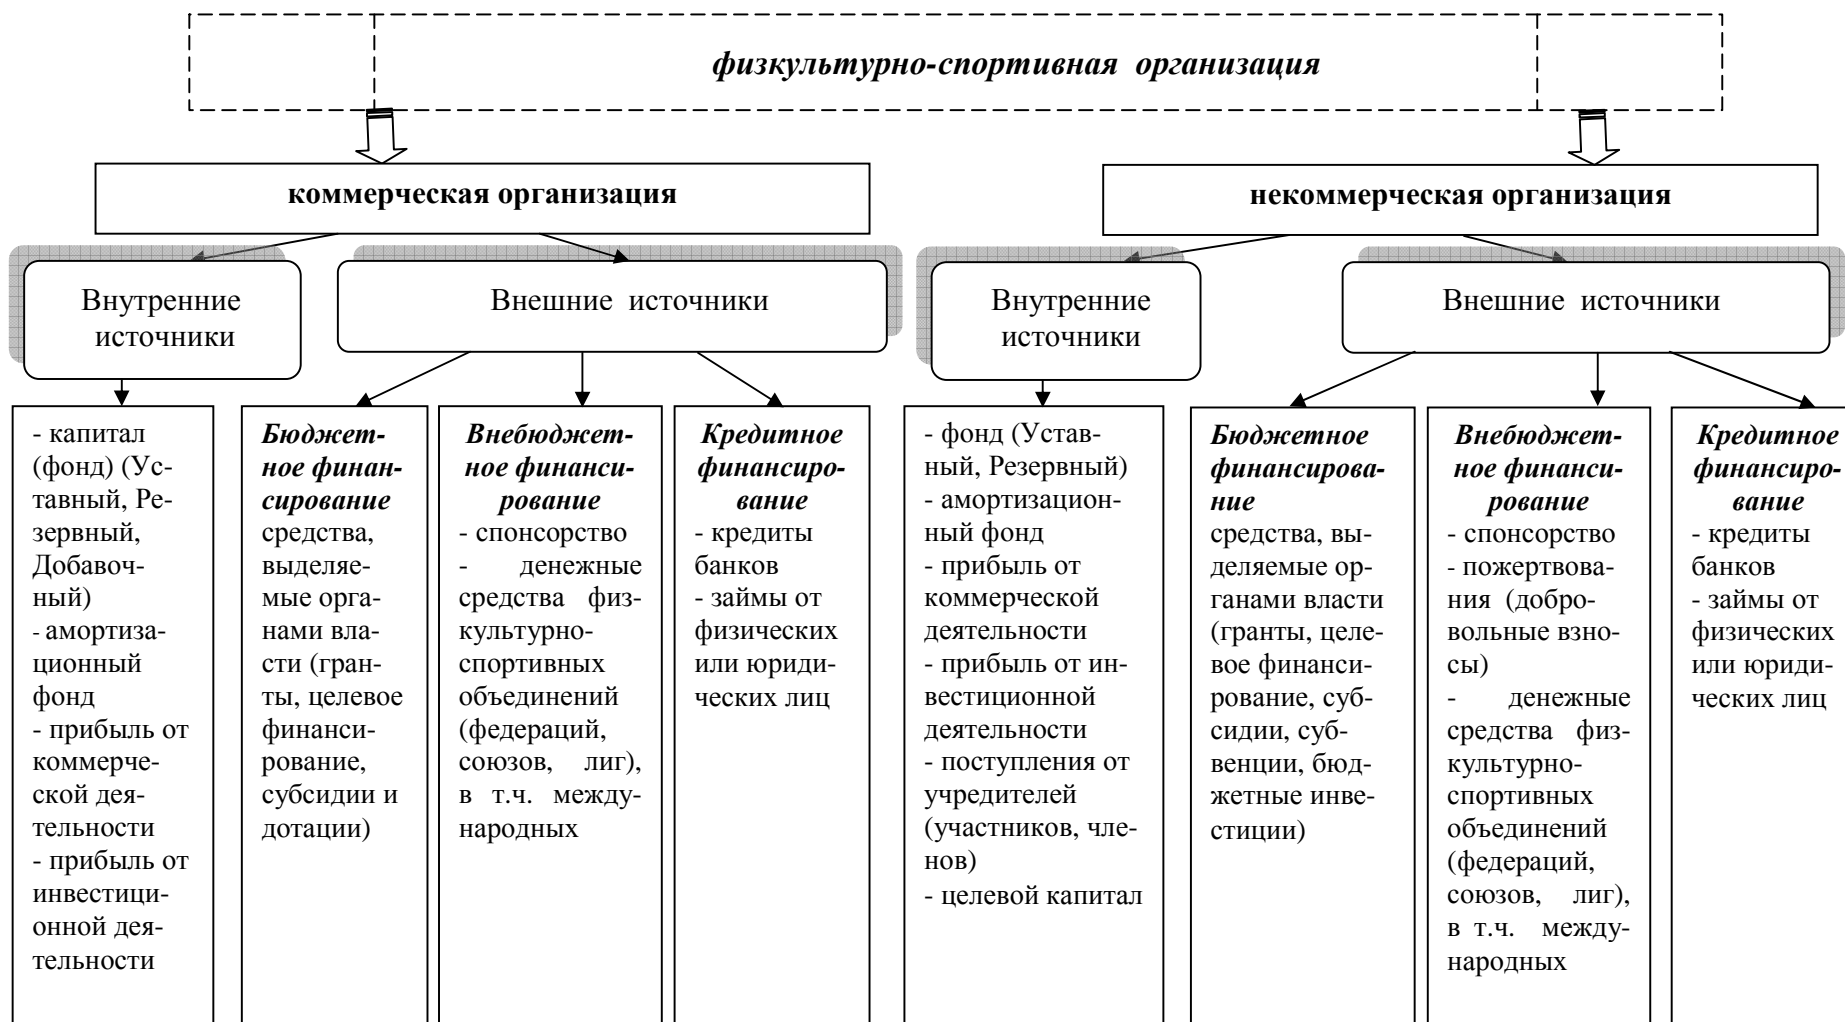 физкультурно-спортивная организация
коммерческая организация
некоммерческая организация
Внутренние
источники
Внешние источники
Внутренние
источники
Внешние источники
- капитал
(фонд) (Ус-
тавный, Ре-
зервный,
Добавоч-
ный)
- амортиза-
ционный
фонд
- прибыль от
коммерче-
ской дея-
тельности
- прибыль от
инвестици-
онной дея-
тельности
Бюджет-
ное финан-
сирование
средства,
выделяе-
мые орга-
нами вла-
сти (гран-
ты, целевое
финанси-
рование,
субсидии и
дотации)
Внебюджет-
ное финанси-
рование
- спонсорство
- денежные
средства физ-
культурно-
спортивных
объединений
(федераций,
союзов, лиг),
в т.ч. между-
народных
Кредитное
финансиро-
вание
- кредиты
банков
- займы от
физических
или юриди-
ческих лиц
- фонд (Устав-
ный, Резервный)
- амортизацион-
ный фонд
- прибыль от
коммерческой
деятельности
- прибыль от ин-
вестиционной
деятельности
- поступления от
учредителей
(участников, чле-
нов)
- целевой капитал
Бюджетное
финансирова-
ние
средства, вы-
деляемые ор-
ганами власти
(гранты, целе-
вое финанси-
рование, суб-
сидии, суб-
венции, бюд-
жетные инве-
стиции)
Внебюджет-
ное финанси-
рование
- спонсорство
- пожертвова-
ния (добро-
вольные взно-
сы)
- денежные
средства физ-
культурно-
спортивных
объединений
(федераций,
союзов, лиг),
в т.ч. между-
народных
Кредитное
финансиро-
вание
- кредиты
банков
- займы от
физических
или юриди-
ческих лиц